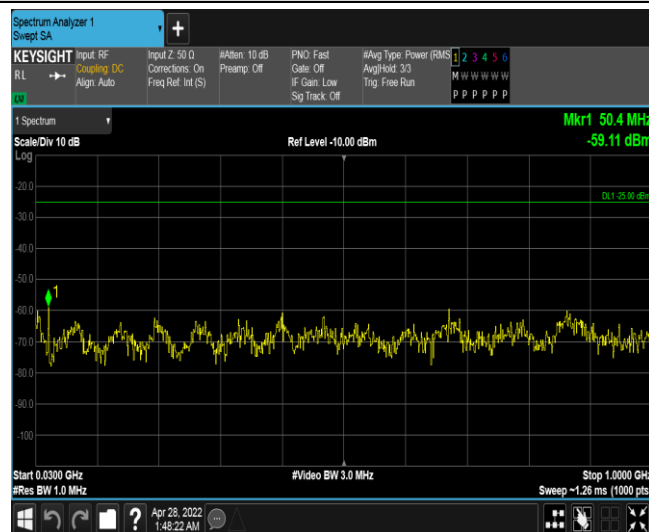 Spectrum Analyzer 1
Swept SA
+
KEYSIGHT
RL
Input: RF
Coupling: DC
Align: Auto
Input Z: 50 Ω
Corrections: On
Freq Ref: Int (S)
#Atten: 10 dB
Preamp: Off
PNO: Fast
Gate: Off
IF Gain: Low
Sig Track: Off
#Avg Type: Power (RMS
Avg|Hold: 3/3
Trig: Free Run
1 2 3 4 5 6
M W W W W W
P P P P P P
1 Spectrum
Mkr1 50.4 MHz
Scale/Div 10 dB
Ref Level -10.00 dBm
-59.11 dBm
Log
-20.0
DL1 -25.00 dBm
-30.0
-40.0
-50.0
1
-60.0
-70.0
-80.0
-90.0
-100
Start 0.0300 GHz
#Video BW 3.0 MHz
Stop 1.0000 GHz
#Res BW 1.0 MHz
Sweep ~1.26 ms (1000 pts
?
Apr 28, 2022
1:48:22 AM